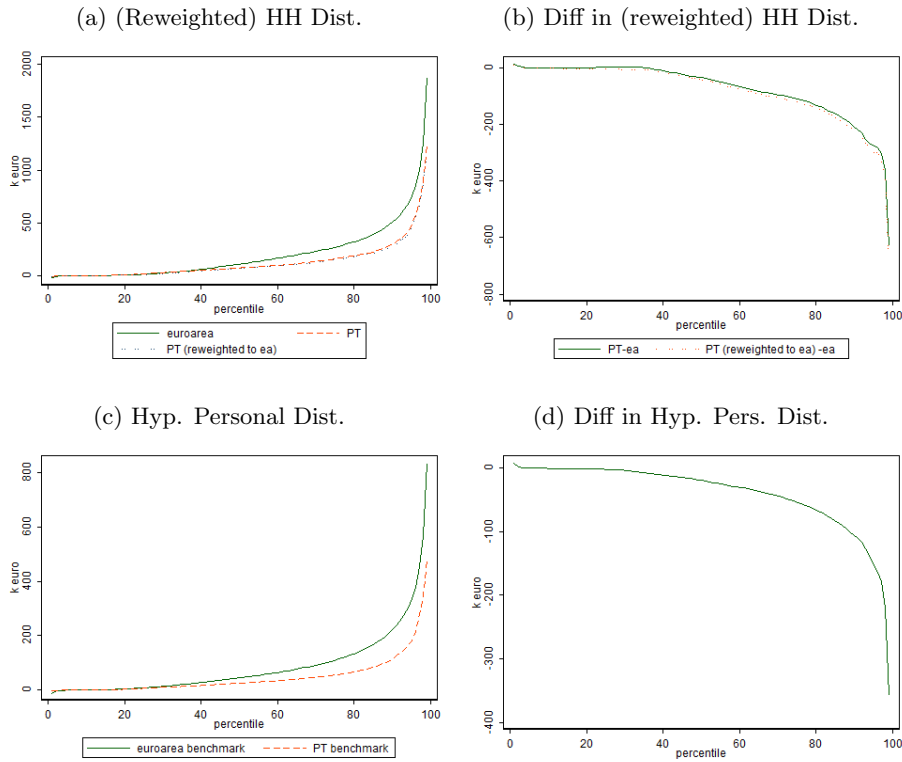 (a) (Reweighted) HH Dist.
k euro
2000
1500
1000
500
0
0 20 40 60 80 100
percentile
euroarea PT
PT (reweighted to ea)
(b) Diff in (reweighted) HH Dist.
k euro
0
-200
-400
-600
-800
0 20 40 60 80 100
percentile
PT-ea PT (reweighted to ea) -ea
(c) Hyp. Personal Dist.
k euro
800
600
400
200
0
0 20 40 60 80 100
percentile
euroarea benchmark PT benchmark
(d) Diff in Hyp. Pers. Dist.
k euro
0
-100
-200
-300
-400
0 20 40 60 80 100
percentile